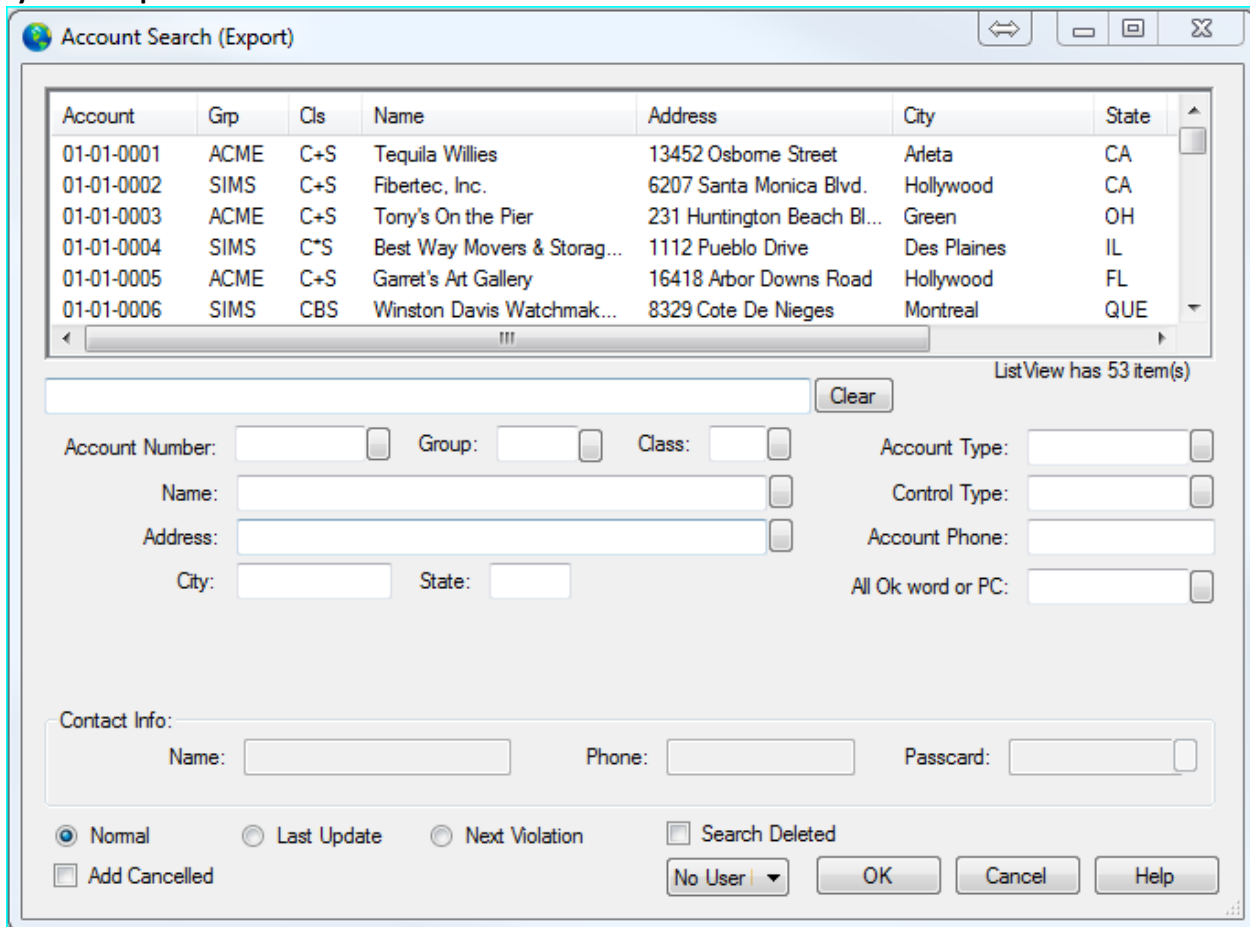 Account Search (Export)
Account Grp Cls Name Address City State
01-01-0001 ACME C+S Tequila Willies 13452 Osborne Street Arleta CA
01-01-0002 SIMS C+S Fibertec, Inc. 6207 Santa Monica Blvd. Hollywood CA
01-01-0003 ACME C+S Tony's On the Pier 231 Huntington Beach Bl... Green OH
01-01-0004 SIMS C*S Best Way Movers & Storag... 1112 Pueblo Drive Des Plaines IL
01-01-0005 ACME C+S Garret's Art Gallery 16418 Arbor Downs Road Hollywood FL
01-01-0006 SIMS CBS Winston Davis Watchmak... 8329 Cote De Nieges Montreal QUE
ListView has 53 item(s)
Clear
Account Number: Group: Class: Account Type:
Name: Control Type:
Address: Account Phone:
City: State: All Ok word or PC:
Contact Info:
Name: Phone: Passcard:
Normal Last Update Next Violation Search Deleted
Add Cancelled No User OK Cancel Help